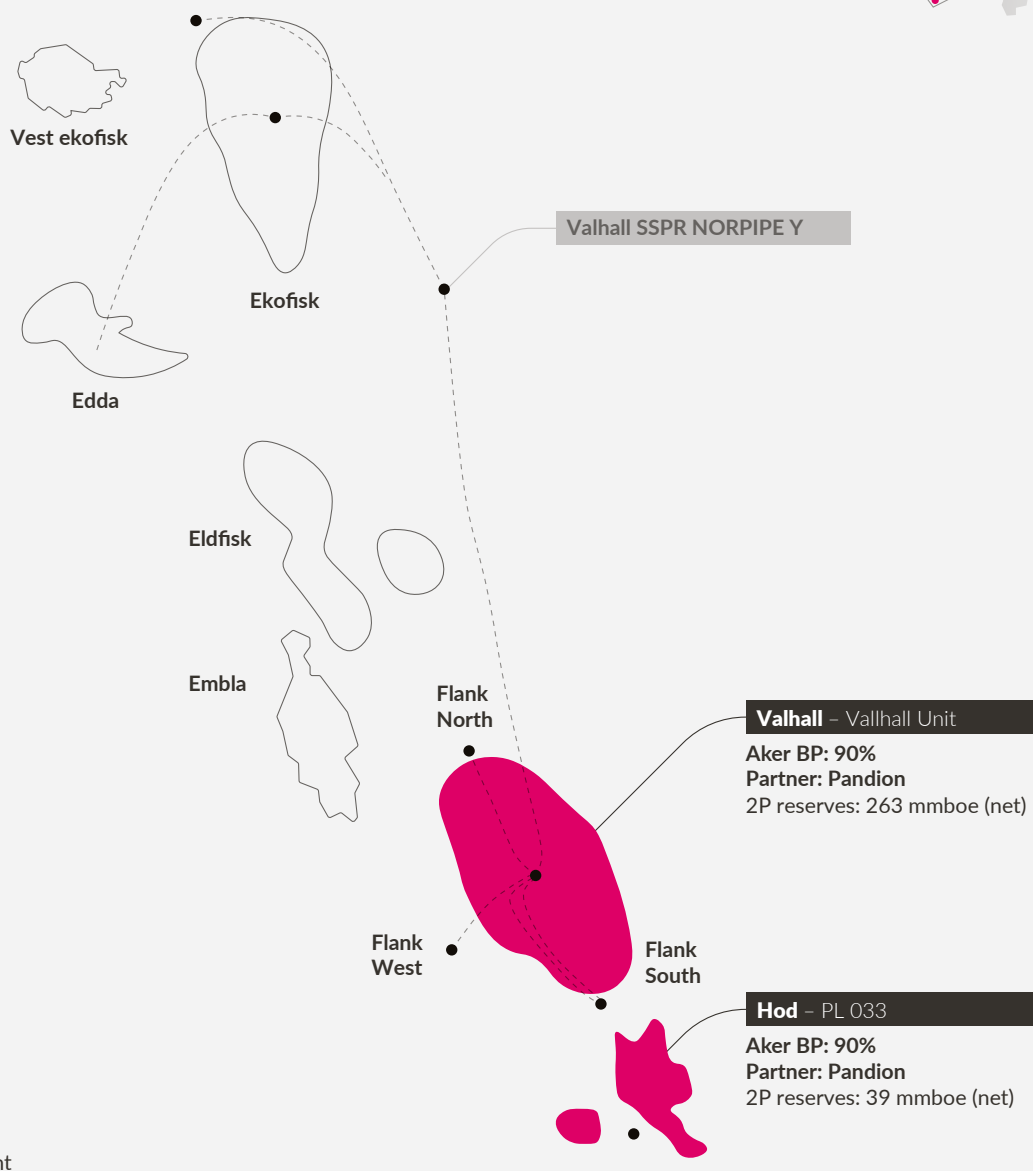 Vest ekofisk
Valhall SSPR NORPIPE Y
Ekofisk
Edda
Eldfisk
Embla
Flank
North
Valhall – Vallhall Unit
Aker BP: 90%
Partner: Pandion
2P reserves: 263 mmboe (net)
Flank
West
Flank
South
Hod – PL 033
Aker BP: 90%
Partner: Pandion
2P reserves: 39 mmboe (net)
nt